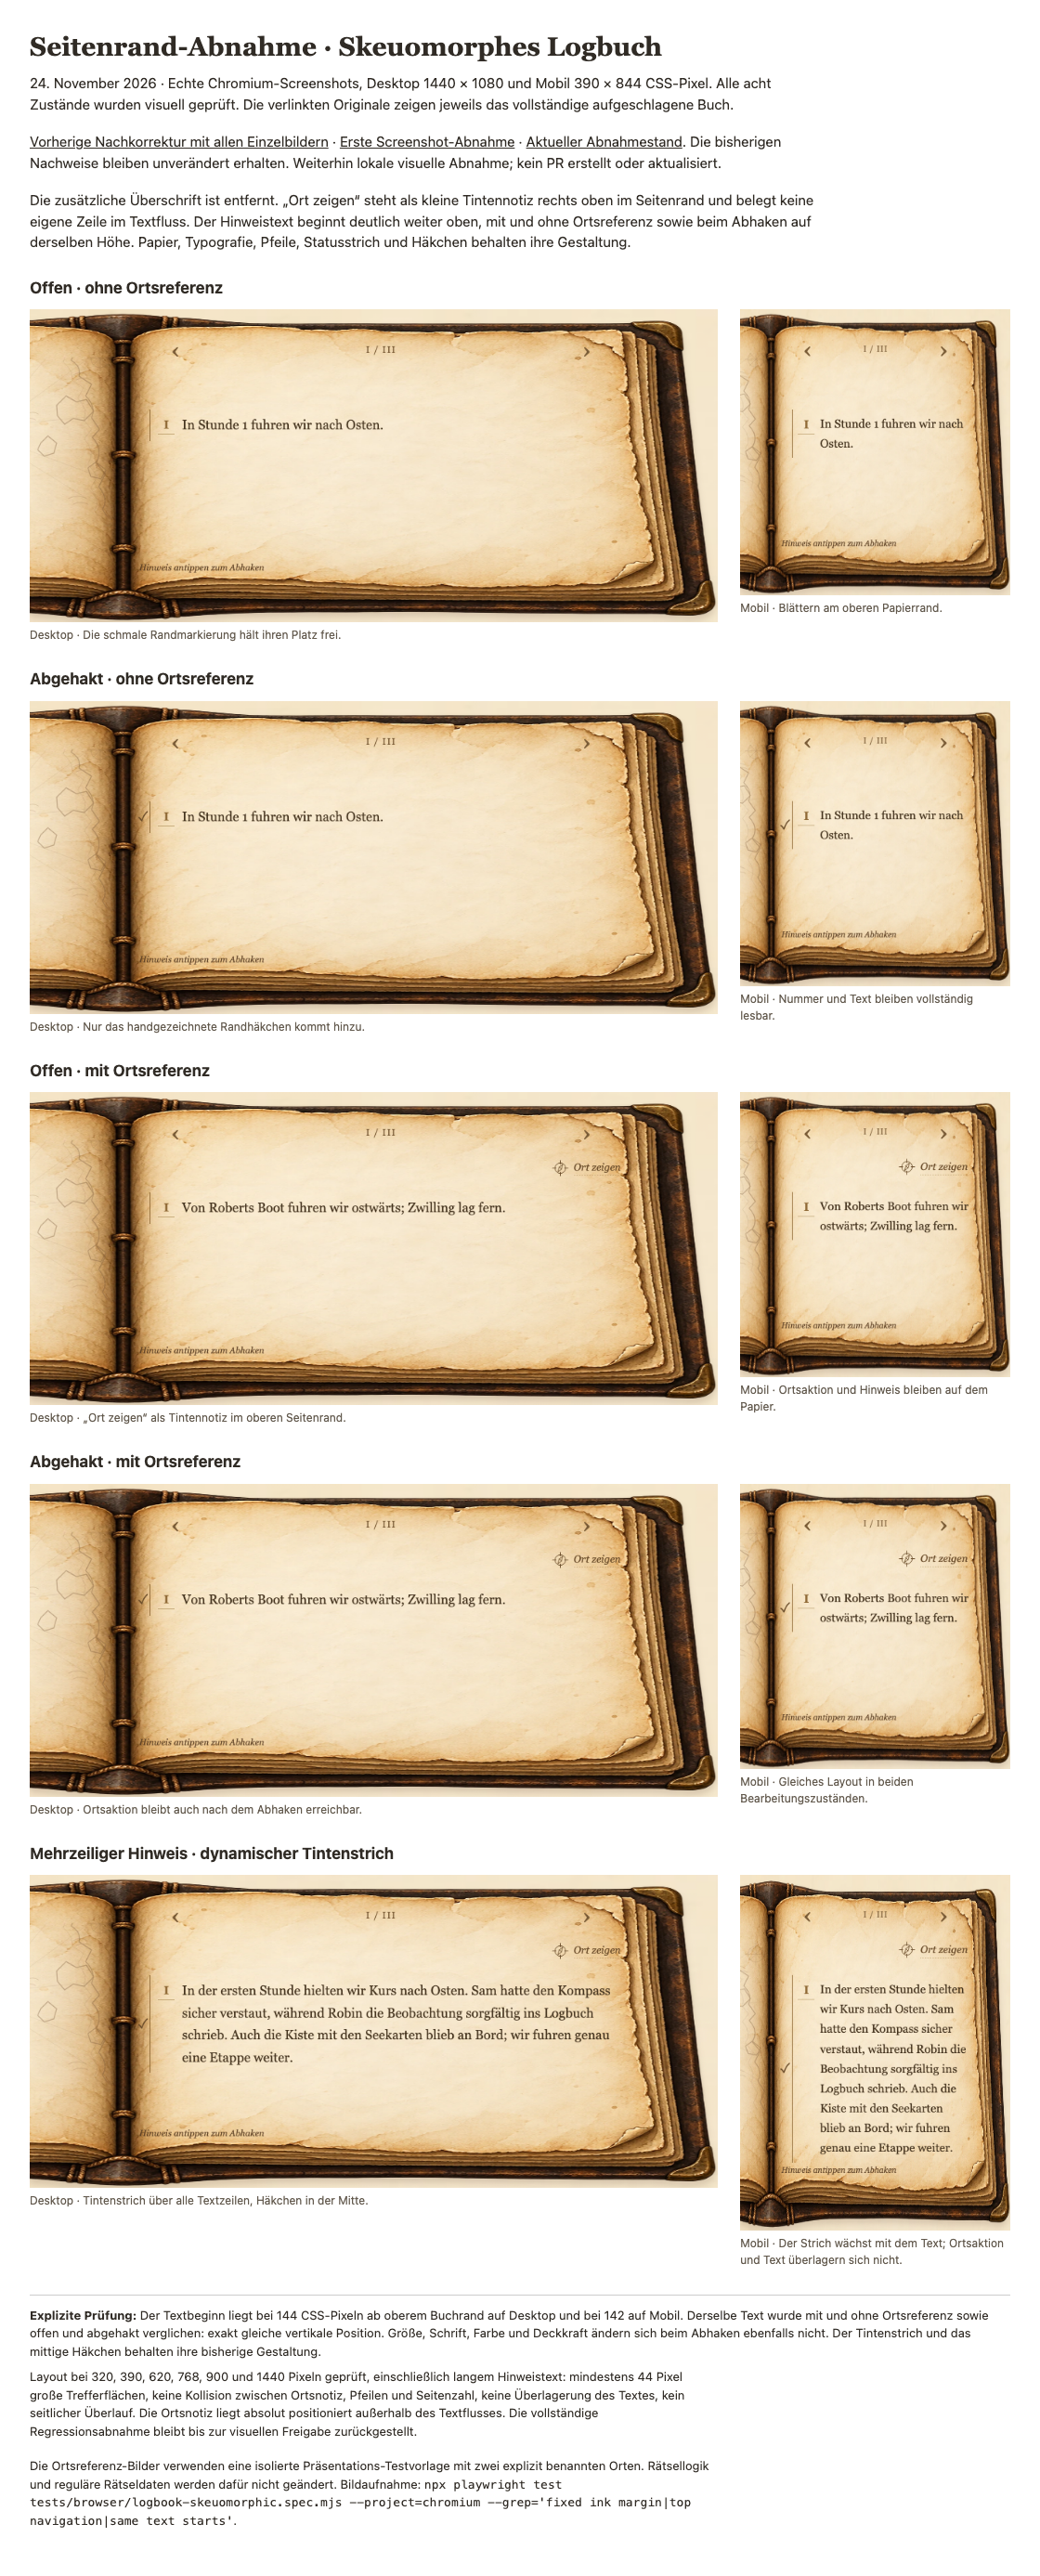 Seitenrand-Abnahme · Skeuomorphes Logbuch
24. November 2026 · Echte Chromium-Screenshots, Desktop 1440 × 1080 und Mobil 390 × 844 CSS-Pixel. Alle acht
Zustände wurden visuell geprüft. Die verlinkten Originale zeigen jeweils das vollständige aufgeschlagene Buch.
Vorherige Nachkorrektur mit allen Einzelbildern · Erste Screenshot-Abnahme · Aktueller Abnahmestand. Die bisherigen
Nachweise bleiben unverändert erhalten. Weiterhin lokale visuelle Abnahme; kein PR erstellt oder aktualisiert.
Die zusätzliche Überschrift ist entfernt. „Ort zeigen“ steht als kleine Tintennotiz rechts oben im Seitenrand und belegt keine
eigene Zeile im Textfluss. Der Hinweistext beginnt deutlich weiter oben, mit und ohne Ortsreferenz sowie beim Abhaken auf
derselben Höhe. Papier, Typografie, Pfeile, Statusstrich und Häkchen behalten ihre Gestaltung.
Offen · ohne Ortsreferenz
‹ I / III ›
I In Stunde 1 fuhren wir nach Osten.
Hinweis antippen zum Abhaken
Desktop · Die schmale Randmarkierung hält ihren Platz frei.
‹ I / III ›
I In Stunde 1 fuhren wir nach
Osten.
Hinweis antippen zum Abhaken
Mobil · Blättern am oberen Papierrand.
Abgehakt · ohne Ortsreferenz
‹ I / III ›
✓ I In Stunde 1 fuhren wir nach Osten.
Hinweis antippen zum Abhaken
Desktop · Nur das handgezeichnete Randhäkchen kommt hinzu.
‹ I / III ›
✓ I In Stunde 1 fuhren wir nach
Osten.
Hinweis antippen zum Abhaken
Mobil · Nummer und Text bleiben vollständig
lesbar.
Offen · mit Ortsreferenz
‹ I / III ›
Ort zeigen
I Von Roberts Boot fuhren wir ostwärts; Zwilling lag fern.
Hinweis antippen zum Abhaken
Desktop · „Ort zeigen“ als Tintennotiz im oberen Seitenrand.
‹ I / III ›
Ort zeigen
I Von Roberts Boot fuhren wir
ostwärts; Zwilling lag fern.
Hinweis antippen zum Abhaken
Mobil · Ortsaktion und Hinweis bleiben auf dem
Papier.
Abgehakt · mit Ortsreferenz
‹ I / III ›
Ort zeigen
✓ I Von Roberts Boot fuhren wir ostwärts; Zwilling lag fern.
Hinweis antippen zum Abhaken
Desktop · Ortsaktion bleibt auch nach dem Abhaken erreichbar.
‹ I / III ›
Ort zeigen
✓ I Von Roberts Boot fuhren wir
ostwärts; Zwilling lag fern.
Hinweis antippen zum Abhaken
Mobil · Gleiches Layout in beiden
Bearbeitungszuständen.
Mehrzeiliger Hinweis · dynamischer Tintenstrich
‹ I / III ›
Ort zeigen
I In der ersten Stunde hielten wir Kurs nach Osten. Sam hatte den Kompass
sicher verstaut, während Robin die Beobachtung sorgfältig ins Logbuch
schrieb. Auch die Kiste mit den Seekarten blieb an Bord; wir fuhren genau
eine Etappe weiter.
Hinweis antippen zum Abhaken
Desktop · Tintenstrich über alle Textzeilen, Häkchen in der Mitte.
‹ I / III ›
Ort zeigen
I In der ersten Stunde hielten
wir Kurs nach Osten. Sam
hatte den Kompass sicher
verstaut, während Robin die
Beobachtung sorgfältig ins
Logbuch schrieb. Auch die
Kiste mit den Seekarten
blieb an Bord; wir fuhren
genau eine Etappe weiter.
Hinweis antippen zum Abhaken
Mobil · Der Strich wächst mit dem Text; Ortsaktion
und Text überlagern sich nicht.
Explizite Prüfung: Der Textbeginn liegt bei 144 CSS-Pixeln ab oberem Buchrand auf Desktop und bei 142 auf Mobil. Derselbe Text wurde mit und ohne Ortsreferenz sowie
offen und abgehakt verglichen: exakt gleiche vertikale Position. Größe, Schrift, Farbe und Deckkraft ändern sich beim Abhaken ebenfalls nicht. Der Tintenstrich und das
mittige Häkchen behalten ihre bisherige Gestaltung.
Layout bei 320, 390, 620, 768, 900 und 1440 Pixeln geprüft, einschließlich langem Hinweistext: mindestens 44 Pixel
große Trefferflächen, keine Kollision zwischen Ortsnotiz, Pfeilen und Seitenzahl, keine Überlagerung des Textes, kein
seitlicher Überlauf. Die Ortsnotiz liegt absolut positioniert außerhalb des Textflusses. Die vollständige
Regressionsabnahme bleibt bis zur visuellen Freigabe zurückgestellt.
Die Ortsreferenz-Bilder verwenden eine isolierte Präsentations-Testvorlage mit zwei explizit benannten Orten. Rätsellogik
und reguläre Rätseldaten werden dafür nicht geändert. Bildaufnahme: npx playwright test
tests/browser/logbook-skeuomorphic.spec.mjs --project=chromium --grep='fixed ink margin|top
navigation|same text starts'.